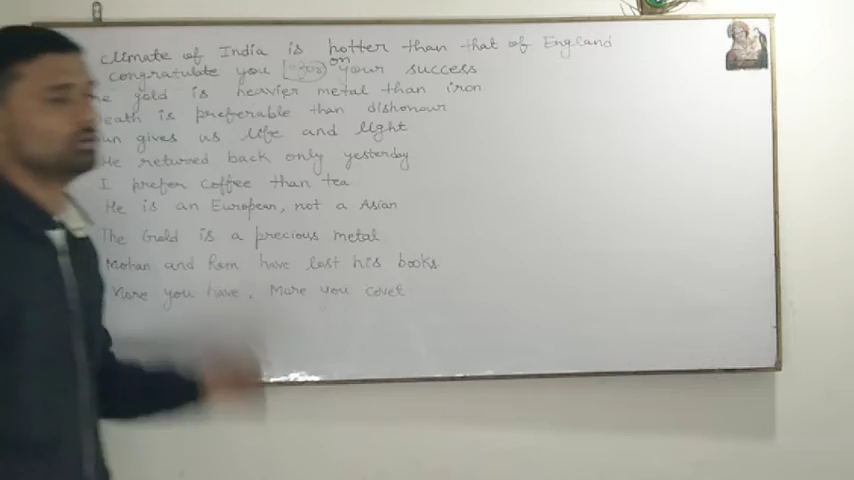 climate of India is hotter than that of England
congratulate you on your success
gold is heavier metal than iron
Death is preferable than dishonour
gives us life and light
He returned back only yesterday
I prefer coffee than tea
He is an European, not a Asian
The Gold is a precious metal
Mohan and Ram have lost his books
More you have, More you covet